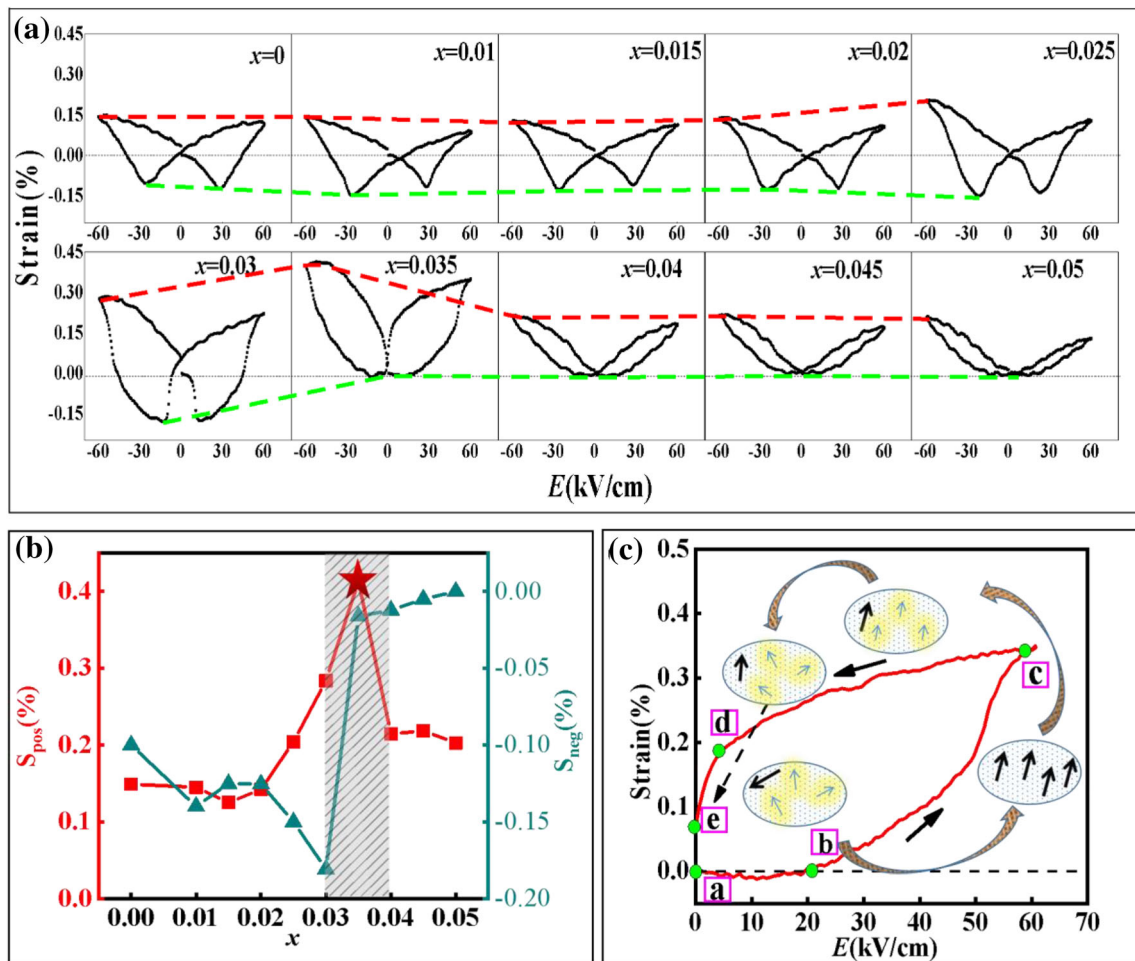 (a)
x=0 x=0.01 x=0.015 x=0.02 x=0.025
0.45
0.30
0.15
0.00
-0.15
-60 -30 0 30 60 -60 -30 0 30 60 -60 -30 0 30 60 -60 -30 0 30 60 -60 -30 0 30 60
Strain(%)
x=0.03 x=0.035 x=0.04 x=0.045 x=0.05
0.45
0.30
0.15
0.00
-0.15
-60 -30 0 30 60 -60 -30 0 30 60 -60 -30 0 30 60 -60 -30 0 30 60 -60 -30 0 30 60
E(kV/cm)
(b)
0.4
0.3
0.2
0.1
0.0
Spos(%)
0.00
-0.05
-0.10
-0.15
-0.20
Sneg(%)
0.00 0.01 0.02 0.03 0.04 0.05
x
(c)
0.5
0.4
0.3
0.2
0.1
0.0
Strain(%)
c
d
e
b
a
0 10 20 30 40 50 60 70
E(kV/cm)